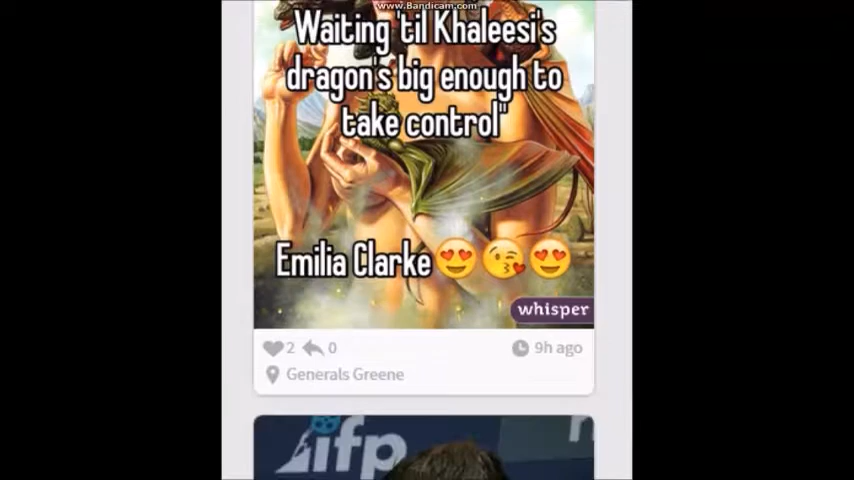 www.Bandicam.com
Waiting 'til Khaleesi's
dragon's big enough to
take control"
Emilia Clarke😍😘😍
whisper
2 0 9h ago
Generals Greene
ifp